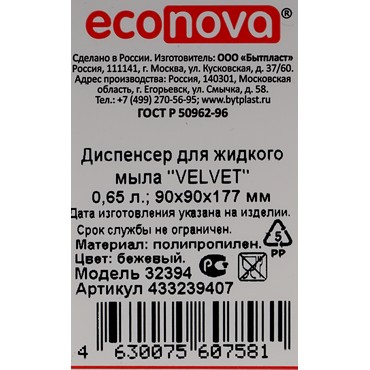 econova®
Сделано в России. Изготовитель: ООО «Бытпласт»
Россия, 111141, г. Москва, ул. Кусковская, д. 37/60.
Адрес производства: Россия, 140301, Московская
область, г. Егорьевск, ул. Смычка, д. 58.
Тел.: +7 (499) 270-56-95; www.bytplast.ru
ГОСТ Р 50962-96
Диспенсер для жидкого
мыла "VELVET"
0,65 л.; 90х90х177 мм
Дата изготовления указана на изделии.
Срок службы не ограничен.
Материал: полипропилен.
Цвет: бежевый.
Модель 32394
Артикул 433239407
5
PP
4 630075 607581